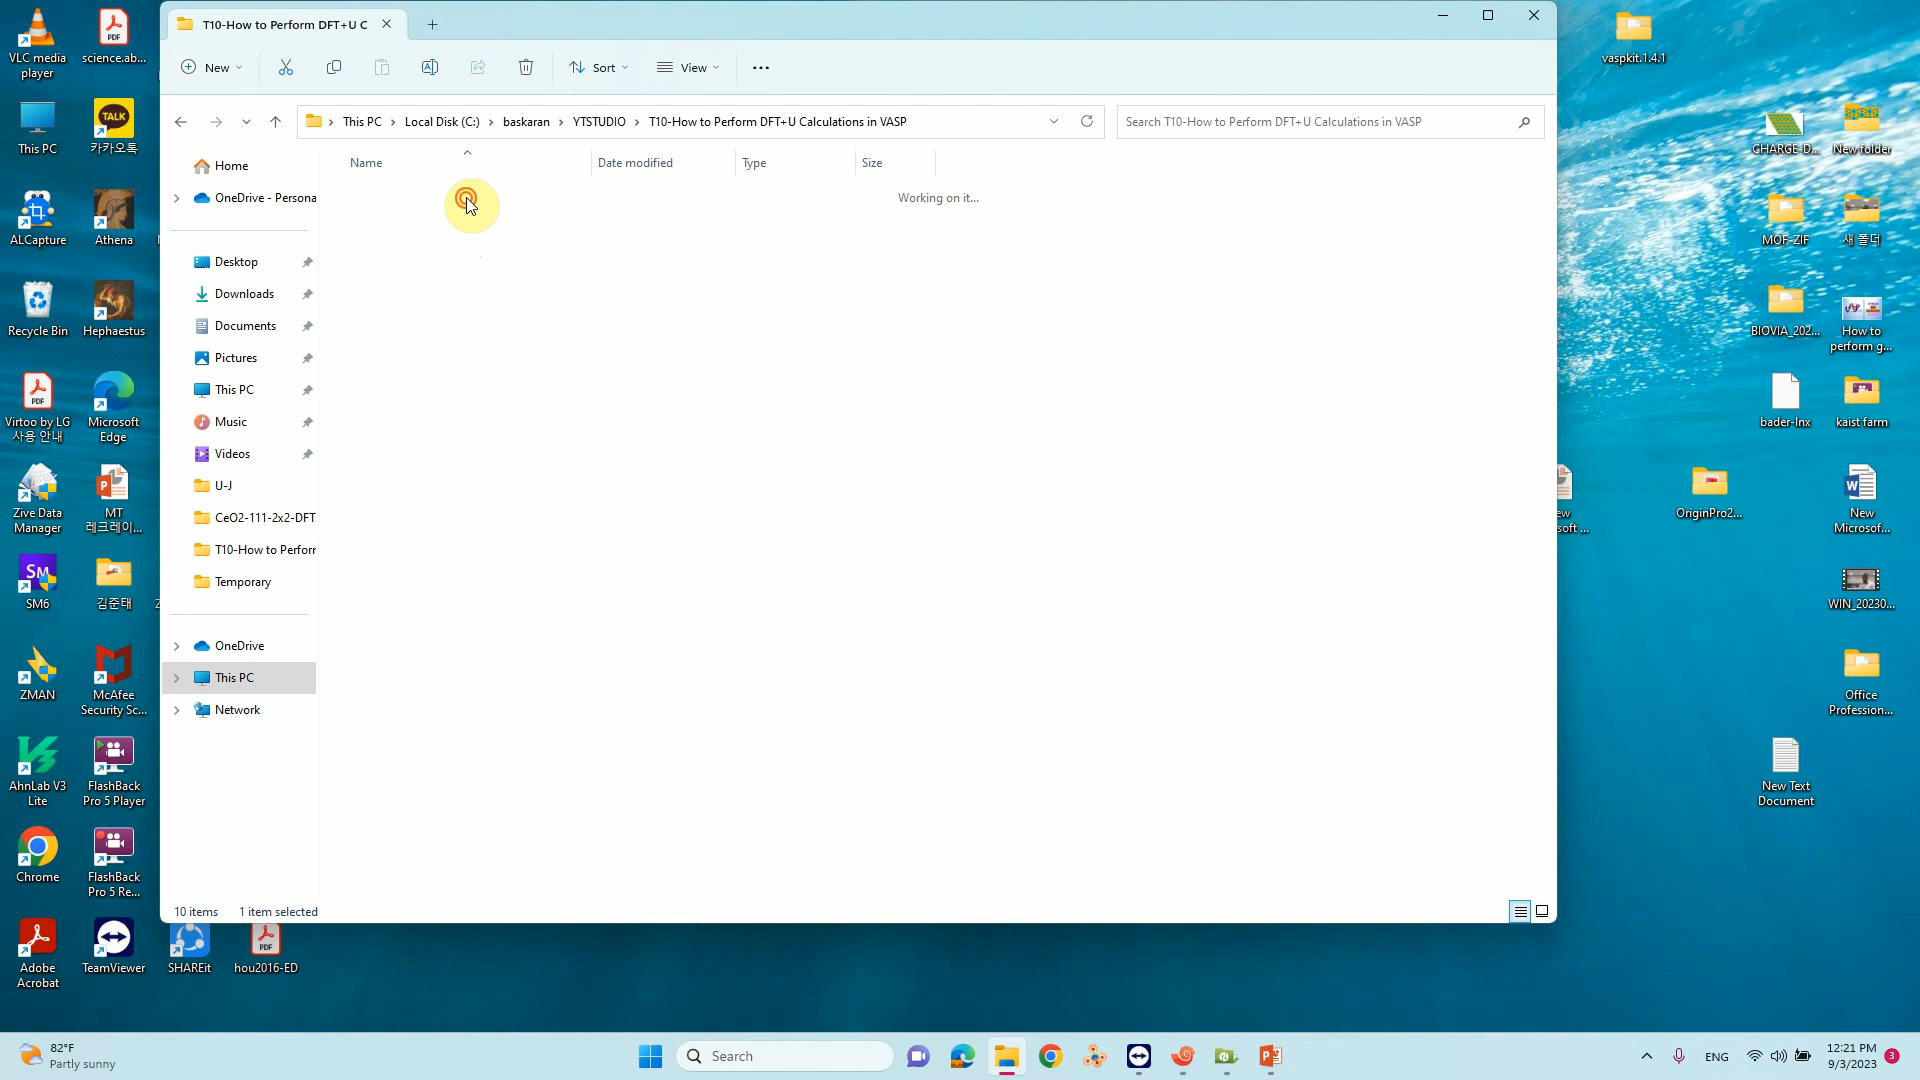 T10-How to Perform DFT+U C
New
Sort
View
This PC
Local Disk (C:)
baskaran
YTSTUDIO
T10-How to Perform DFT+U Calculations in VASP
Search T10-How to Perform DFT+U Calculations in VASP
Name
Date modified
Type
Size
Working on it...
Home
OneDrive - Persona
Desktop
Downloads
Documents
Pictures
This PC
Music
Videos
U-J
CeO2-111-2x2-DFT
T10-How to Perforr
Temporary
OneDrive
This PC
Network
10 items
1 item selected
VLC media
player
science.ab...
This PC
TALK
카카오톡
ALCapture
Athena
Recycle Bin
Hephaestus
PDF
Virtoo by LG
사용 안내
Microsoft
Edge
Zive Data
Manager
MT
레크레이...
SM6
김준태
ZMAN
McAfee
Security Sc...
AhnLab V3
Lite
FlashBack
Pro 5 Player
Chrome
FlashBack
Pro 5 Re...
Adobe
Acrobat
TeamViewer
SHAREit
PDF
hou2016-ED
vaspkit.1.4.1
CHARGE-D...
New folder
MOF-ZIF
새 폴더
BIOVIA_202...
How to
perform g...
bader-lnx
kaist farm
ew
soft ...
OriginPro2...
New
Microsof...
WIN_20230...
Office
Profession...
New Text
Document
82°F
Partly sunny
Search
ENG
12:21 PM
9/3/2023
3